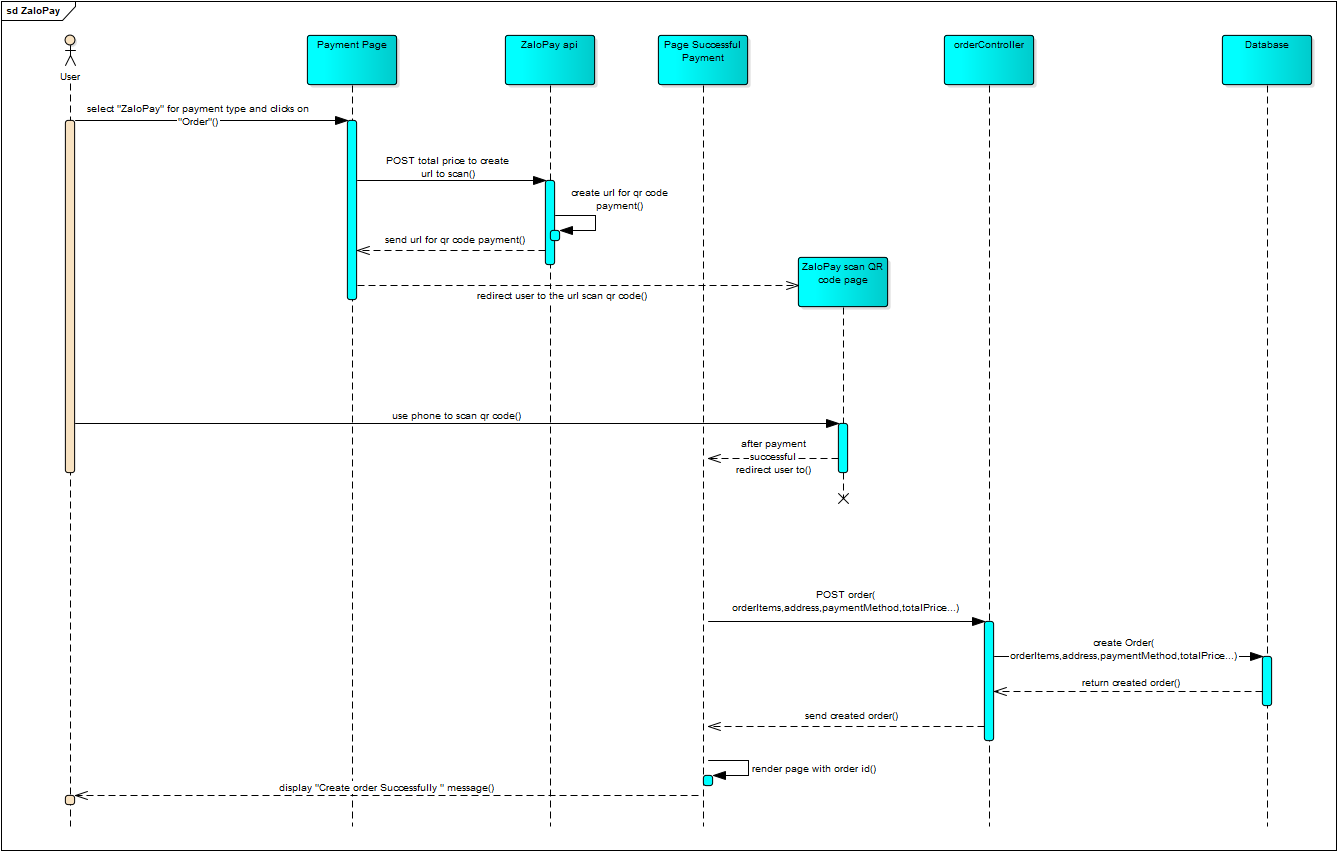 sd ZaloPay
User
Payment Page
ZaloPay api
Page Successful
Payment
orderController
Database
select "ZaloPay" for payment type and clicks on
"Order"()
POST total price to create
url to scan()
create url for qr code
payment()
send url for qr code payment()
ZaloPay scan QR
code page
redirect user to the url scan qr code()
use phone to scan qr code()
after payment
successful
redirect user to()
POST order(
orderItems,address,paymentMethod,totalPrice...)
create Order(
orderItems,address,paymentMethod,totalPrice...)
return created order()
send created order()
render page with order id()
display "Create order Successfully " message()